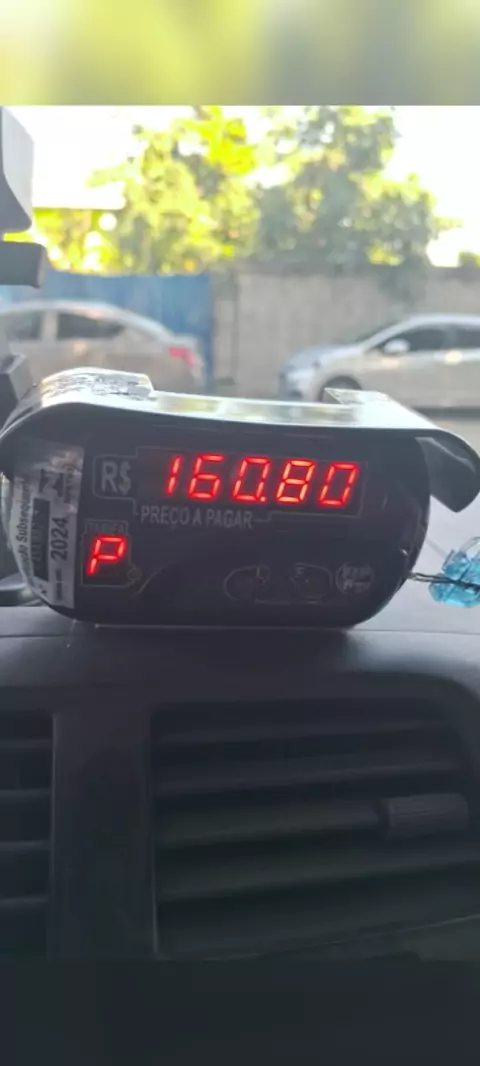 R$ 160.80
PREÇO A PAGAR
TARIFA
P
2024